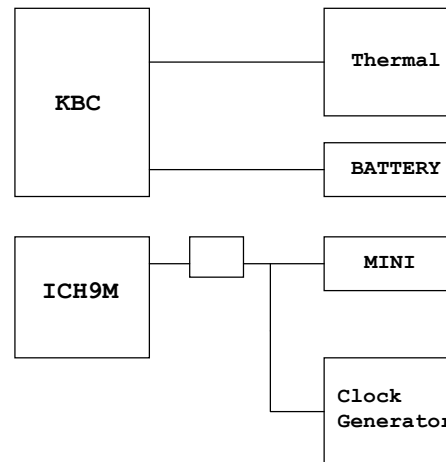 Thermal
KBC
BATTERY
MINI
ICH9M
Clock
Generator